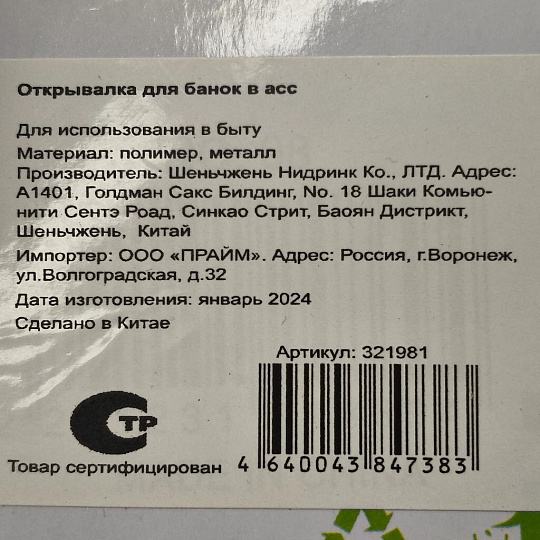 Открывалка для банок в асс
Для использования в быту
Материал: полимер, металл
Производитель: Шеньчжень Нидринк Ко., ЛТД. Адрес:
А1401, Голдман Сакс Билдинг, No. 18 Шаки Комью-
нити Сентэ Роад, Синкао Стрит, Баоян Дистрикт,
Шеньчжень, Китай
Импортер: ООО «ПРАЙМ». Адрес: Россия, г.Воронеж,
ул.Волгоградская, д.32
Дата изготовления: январь 2024
Сделано в Китае
Артикул: 321981
СТР
Товар сертифицирован
4 640043 847383